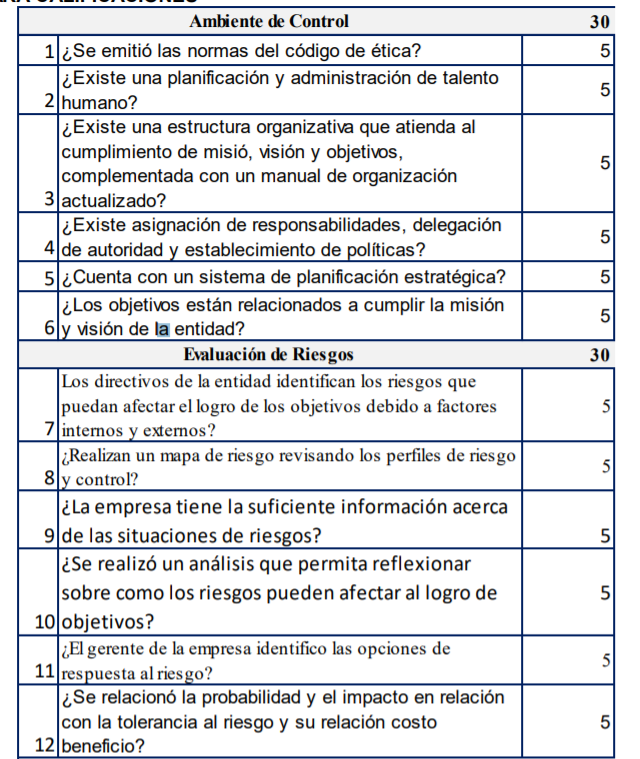 Ambiente de Control 30
1 ¿Se emitió las normas del código de ética? 5
¿Existe una planificación y administración de talento
2 humano? 5
¿Existe una estructura organizativa que atienda al
cumplimiento de misió, visión y objetivos,
complementada con un manual de organización
3 actualizado? 5
¿Existe asignación de responsabilidades, delegación
4 de autoridad y establecimiento de políticas? 5
5 ¿Cuenta con un sistema de planificación estratégica? 5
¿Los objetivos están relacionados a cumplir la misión
6 y visión de la entidad? 5
Evaluación de Riesgos 30
Los directivos de la entidad identifican los riesgos que
puedan afectar el logro de los objetivos debido a factores
7 internos y externos? 5
¿Realizan un mapa de riesgo revisando los perfiles de riesgo
8 y control? 5
¿La empresa tiene la suficiente información acerca
9 de las situaciones de riesgos? 5
¿Se realizó un análisis que permita reflexionar
sobre como los riesgos pueden afectar al logro de
10 objetivos? 5
¿El gerente de la empresa identifico las opciones de
11 respuesta al riesgo? 5
¿Se relacionó la probabilidad y el impacto en relación
con la tolerancia al riesgo y su relación costo
12 beneficio? 5